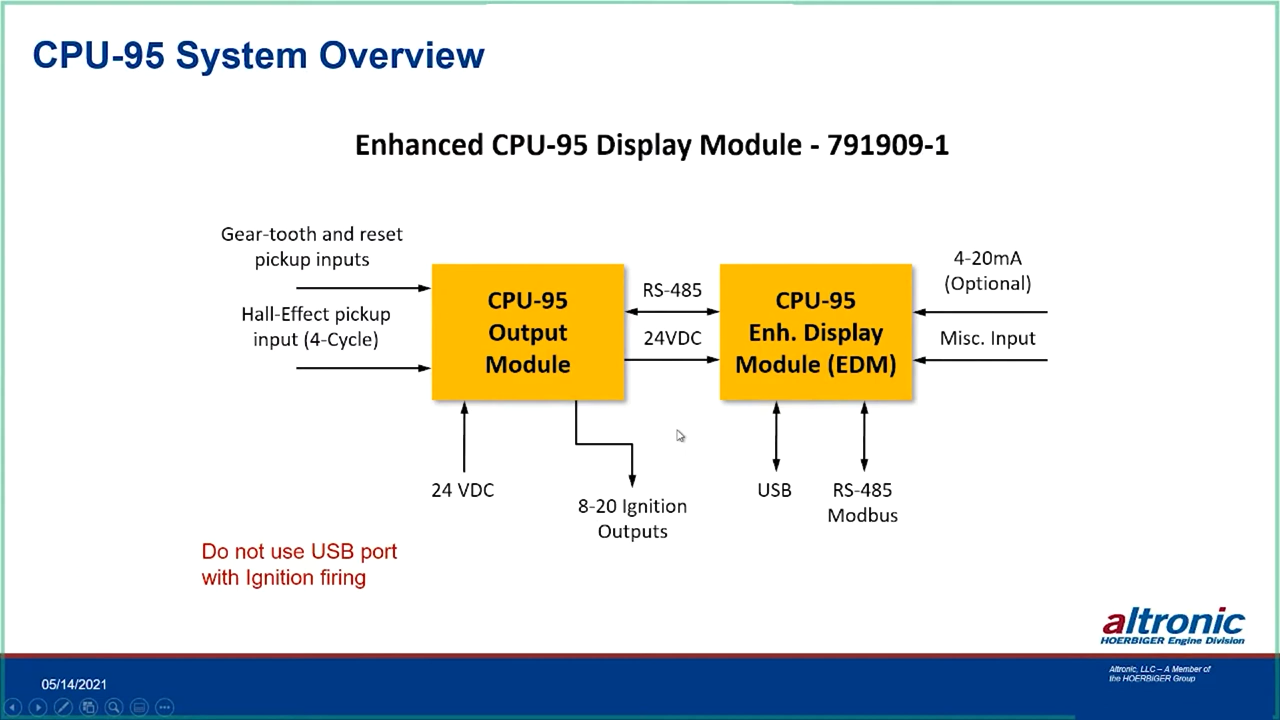 CPU-95 System Overview
Enhanced CPU-95 Display Module - 791909-1
Gear-tooth and reset
pickup inputs
Hall-Effect pickup
input (4-Cycle)
CPU-95
Output
Module
RS-485
24VDC
CPU-95
Enh. Display
Module (EDM)
4-20mA
(Optional)
Misc. Input
24 VDC
8-20 Ignition
Outputs
USB
RS-485
Modbus
Do not use USB port
with Ignition firing
altronic
HOERBIGER Engine Division
Altronic, LLC – A Member of
the HOERBIGER Group
05/14/2021